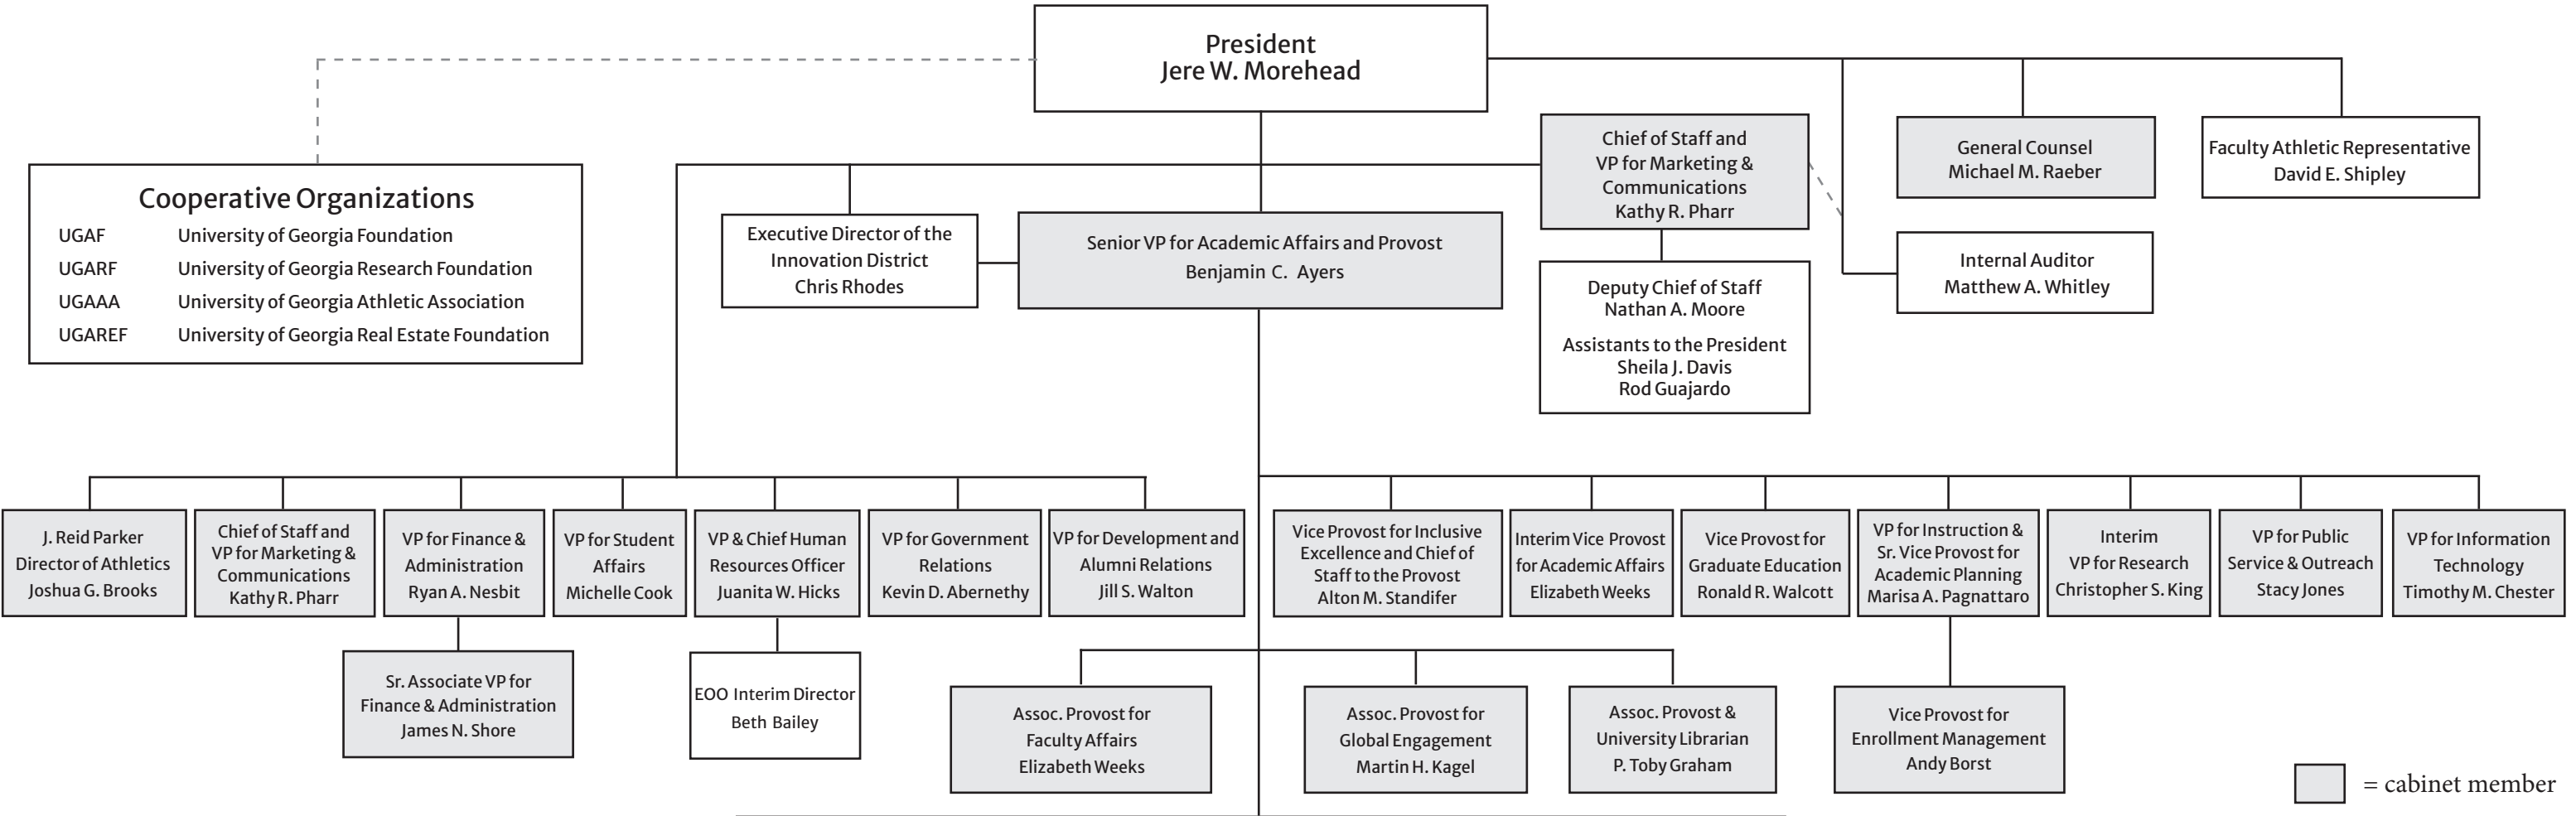 President
Jere W. Morehead
Chief of Staff and
VP for Marketing &
Communications
Kathy R. Pharr
General Counsel
Michael M. Raeber
Faculty Athletic Representative
David E. Shipley
Cooperative Organizations
UGAF University of Georgia Foundation
UGARF University of Georgia Research Foundation
UGAAA University of Georgia Athletic Association
UGAREF University of Georgia Real Estate Foundation
Executive Director of the
Innovation District
Chris Rhodes
Senior VP for Academic Affairs and Provost
Benjamin C. Ayers
Internal Auditor
Matthew A. Whitley
Deputy Chief of Staff
Nathan A. Moore
Assistants to the President
Sheila J. Davis
Rod Guajardo
J. Reid Parker
Director of Athletics
Joshua G. Brooks
Chief of Staff and
VP for Marketing &
Communications
Kathy R. Pharr
VP for Finance &
Administration
Ryan A. Nesbit
VP for Student
Affairs
Michelle Cook
VP & Chief Human
Resources Officer
Juanita W. Hicks
VP for Government
Relations
Kevin D. Abernethy
VP for Development and
Alumni Relations
Jill S. Walton
Vice Provost for Inclusive
Excellence and Chief of
Staff to the Provost
Alton M. Standifer
Interim Vice Provost
for Academic Affairs
Elizabeth Weeks
Vice Provost for
Graduate Education
Ronald R. Walcott
VP for Instruction &
Sr. Vice Provost for
Academic Planning
Marisa A. Pagnattaro
Interim
VP for Research
Christopher S. King
VP for Public
Service & Outreach
Stacy Jones
VP for Information
Technology
Timothy M. Chester
Sr. Associate VP for
Finance & Administration
James N. Shore
EOO Interim Director
Beth Bailey
Assoc. Provost for
Faculty Affairs
Elizabeth Weeks
Assoc. Provost for
Global Engagement
Martin H. Kagel
Assoc. Provost &
University Librarian
P. Toby Graham
Vice Provost for
Enrollment Management
Andy Borst
= cabinet member